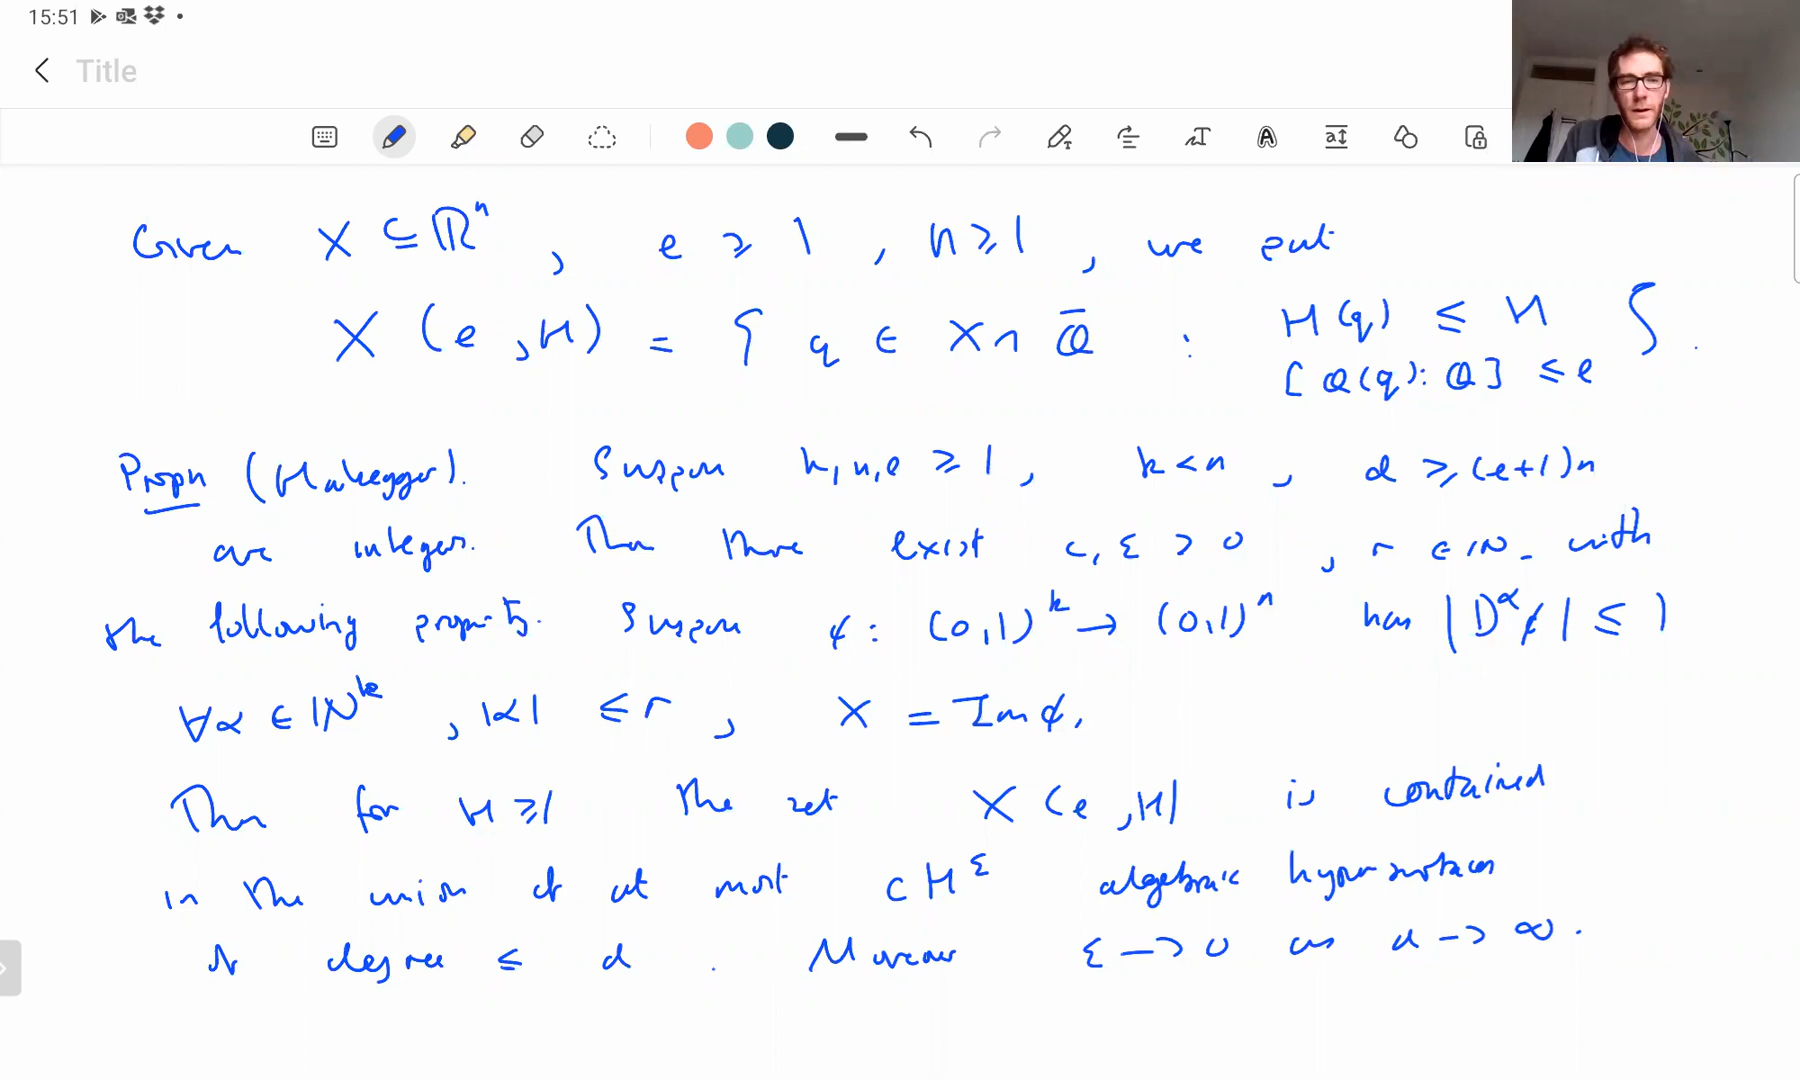 15:51
Title
Given X ⊆ ℝⁿ, e ≥ 1, H ≥ 1, we put
X(e, H) = { q ∈ X ∩ ℚ̄ : H(q) ≤ H
[ℚ(q) : ℚ] ≤ e }.
Propn (Habegger). Suppose k, n, e ≥ 1, k < n, d ≥ (e+1)n
are integers. Then there exist c, ε > 0, r ∈ ℕ with
the following property. Suppose ϕ : (0,1)ᵏ → (0,1)ⁿ has |D^α ϕ| ≤ 1
∀α ∈ ℕᵏ, |α| ≤ r, X = Im ϕ.
Then for H ≥ 1 the set X(e, H) is contained
in the union of at most cH^ε algebraic hypersurfaces
of degree ≤ d. Moreover ε → 0 as d → ∞.